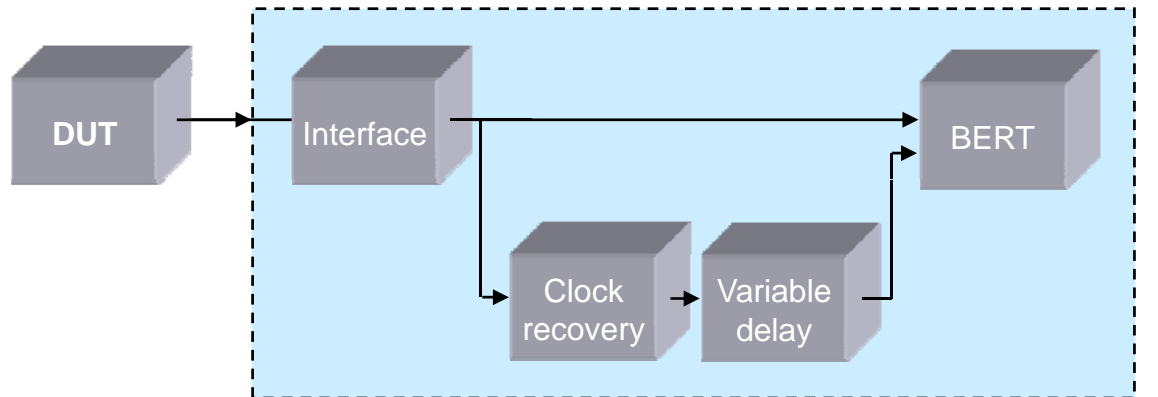 DUT
Interface
BERT
Clock
recovery
Variable
delay